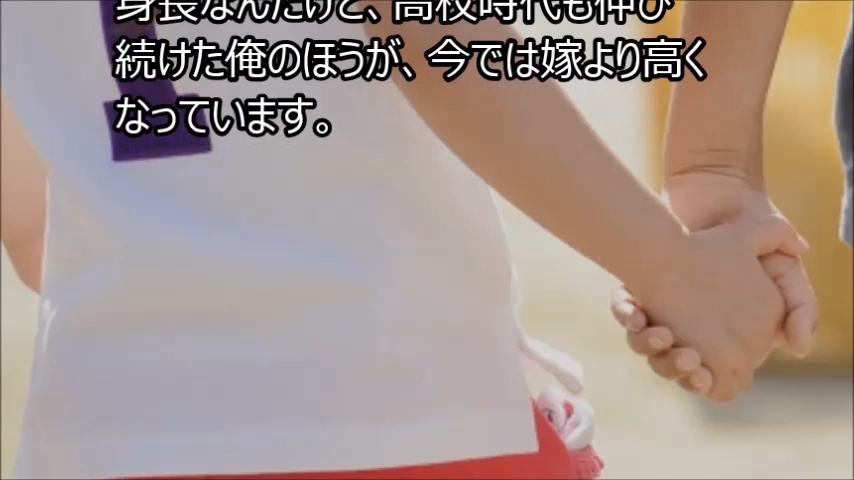 身長なんだけど、高校時代も伸び
続けた俺のほうが、今では嫁より高く
なっています。